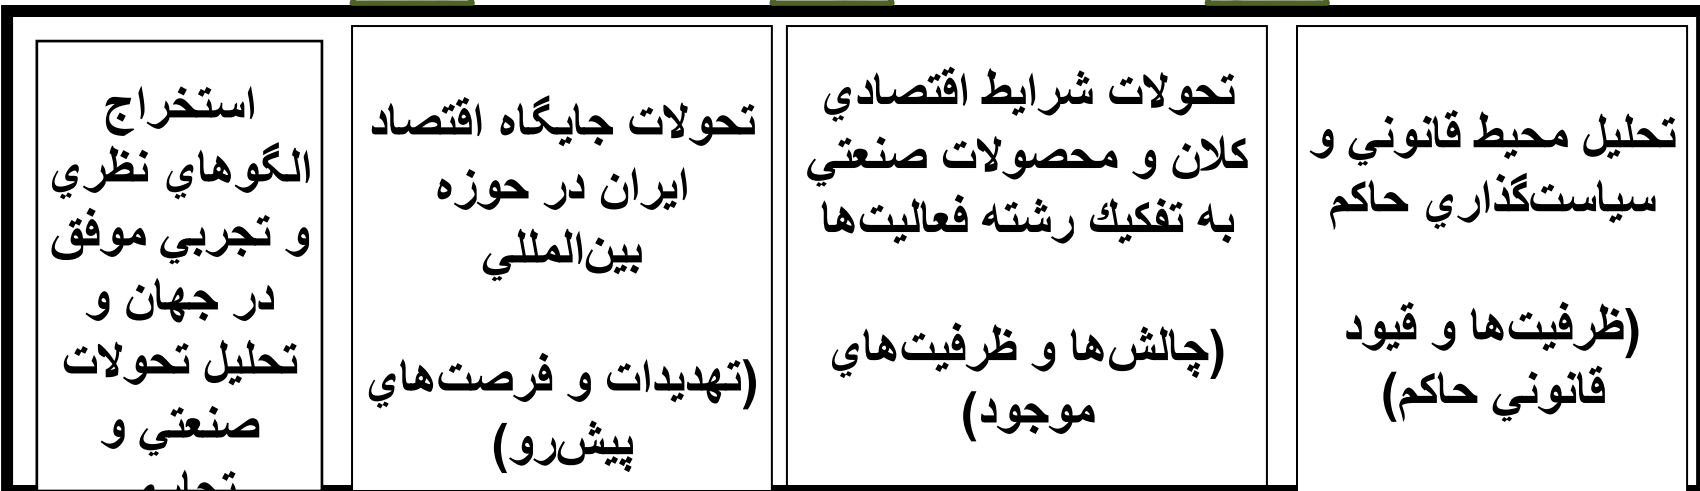 تحليل محيط قانوني و
سياست‌گذاري حاكم
(ظرفيت‌ها و قيود
قانوني حاكم)
تحولات شرايط اقتصادي
كلان و محصولات صنعتي
به تفكيك رشته فعاليت‌ها
(چالش‌ها و ظرفيت‌هاي
موجود)
تحولات جايگاه اقتصاد
ايران در حوزه
بين‌المللي
(تهديدات و فرصت‌هاي
پيش‌رو)
استخراج
الگوهاي نظري
و تجربي موفق
در جهان و
تحليل تحولات
صنعتي و